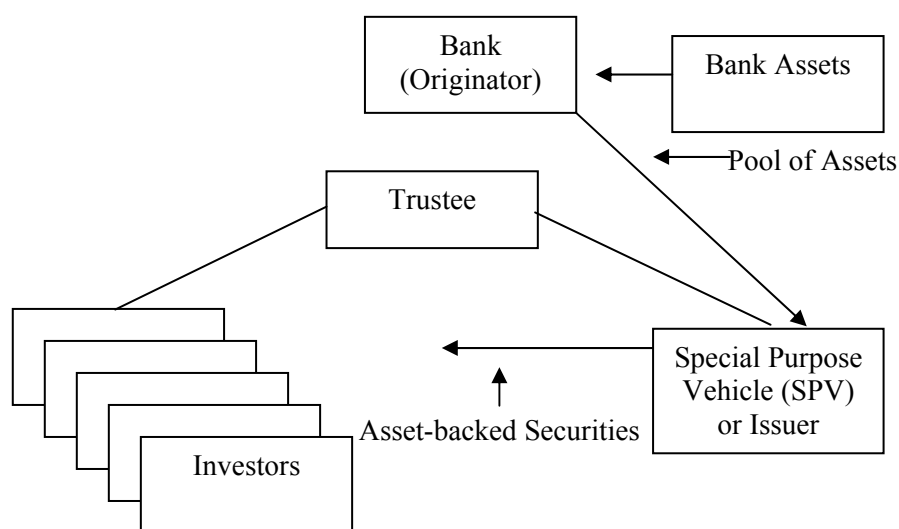 Bank
(Originator)
Bank Assets
Pool of Assets
Trustee
Special Purpose
Vehicle (SPV)
or Issuer
Asset-backed Securities
Investors